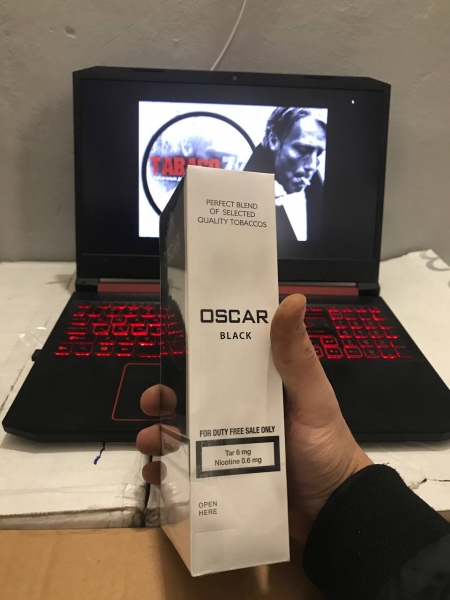 PERFECT BLEND
OF SELECTED
QUALITY TOBACCOS
OSCAR
BLACK
FOR DUTY FREE SALE ONLY
Tar 6 mg
Nicotine 0.6 mg
OPEN
HERE